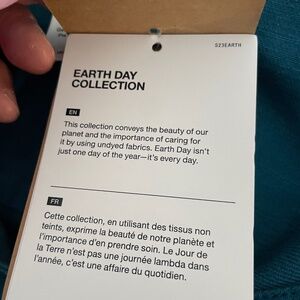 S23EARTH
EARTH DAY
COLLECTION
EN
This collection conveys the beauty of our
planet and the importance of caring for
it by using undyed fabrics. Earth Day isn't
just one day of the year—it's every day.
FR
Cette collection, en utilisant des tissus non
teints, exprime la beauté de notre planète et
l'importance d'en prendre soin. Le Jour de
la Terre n'est pas une journée lambda dans
l'année, c'est une affaire du quotidien.